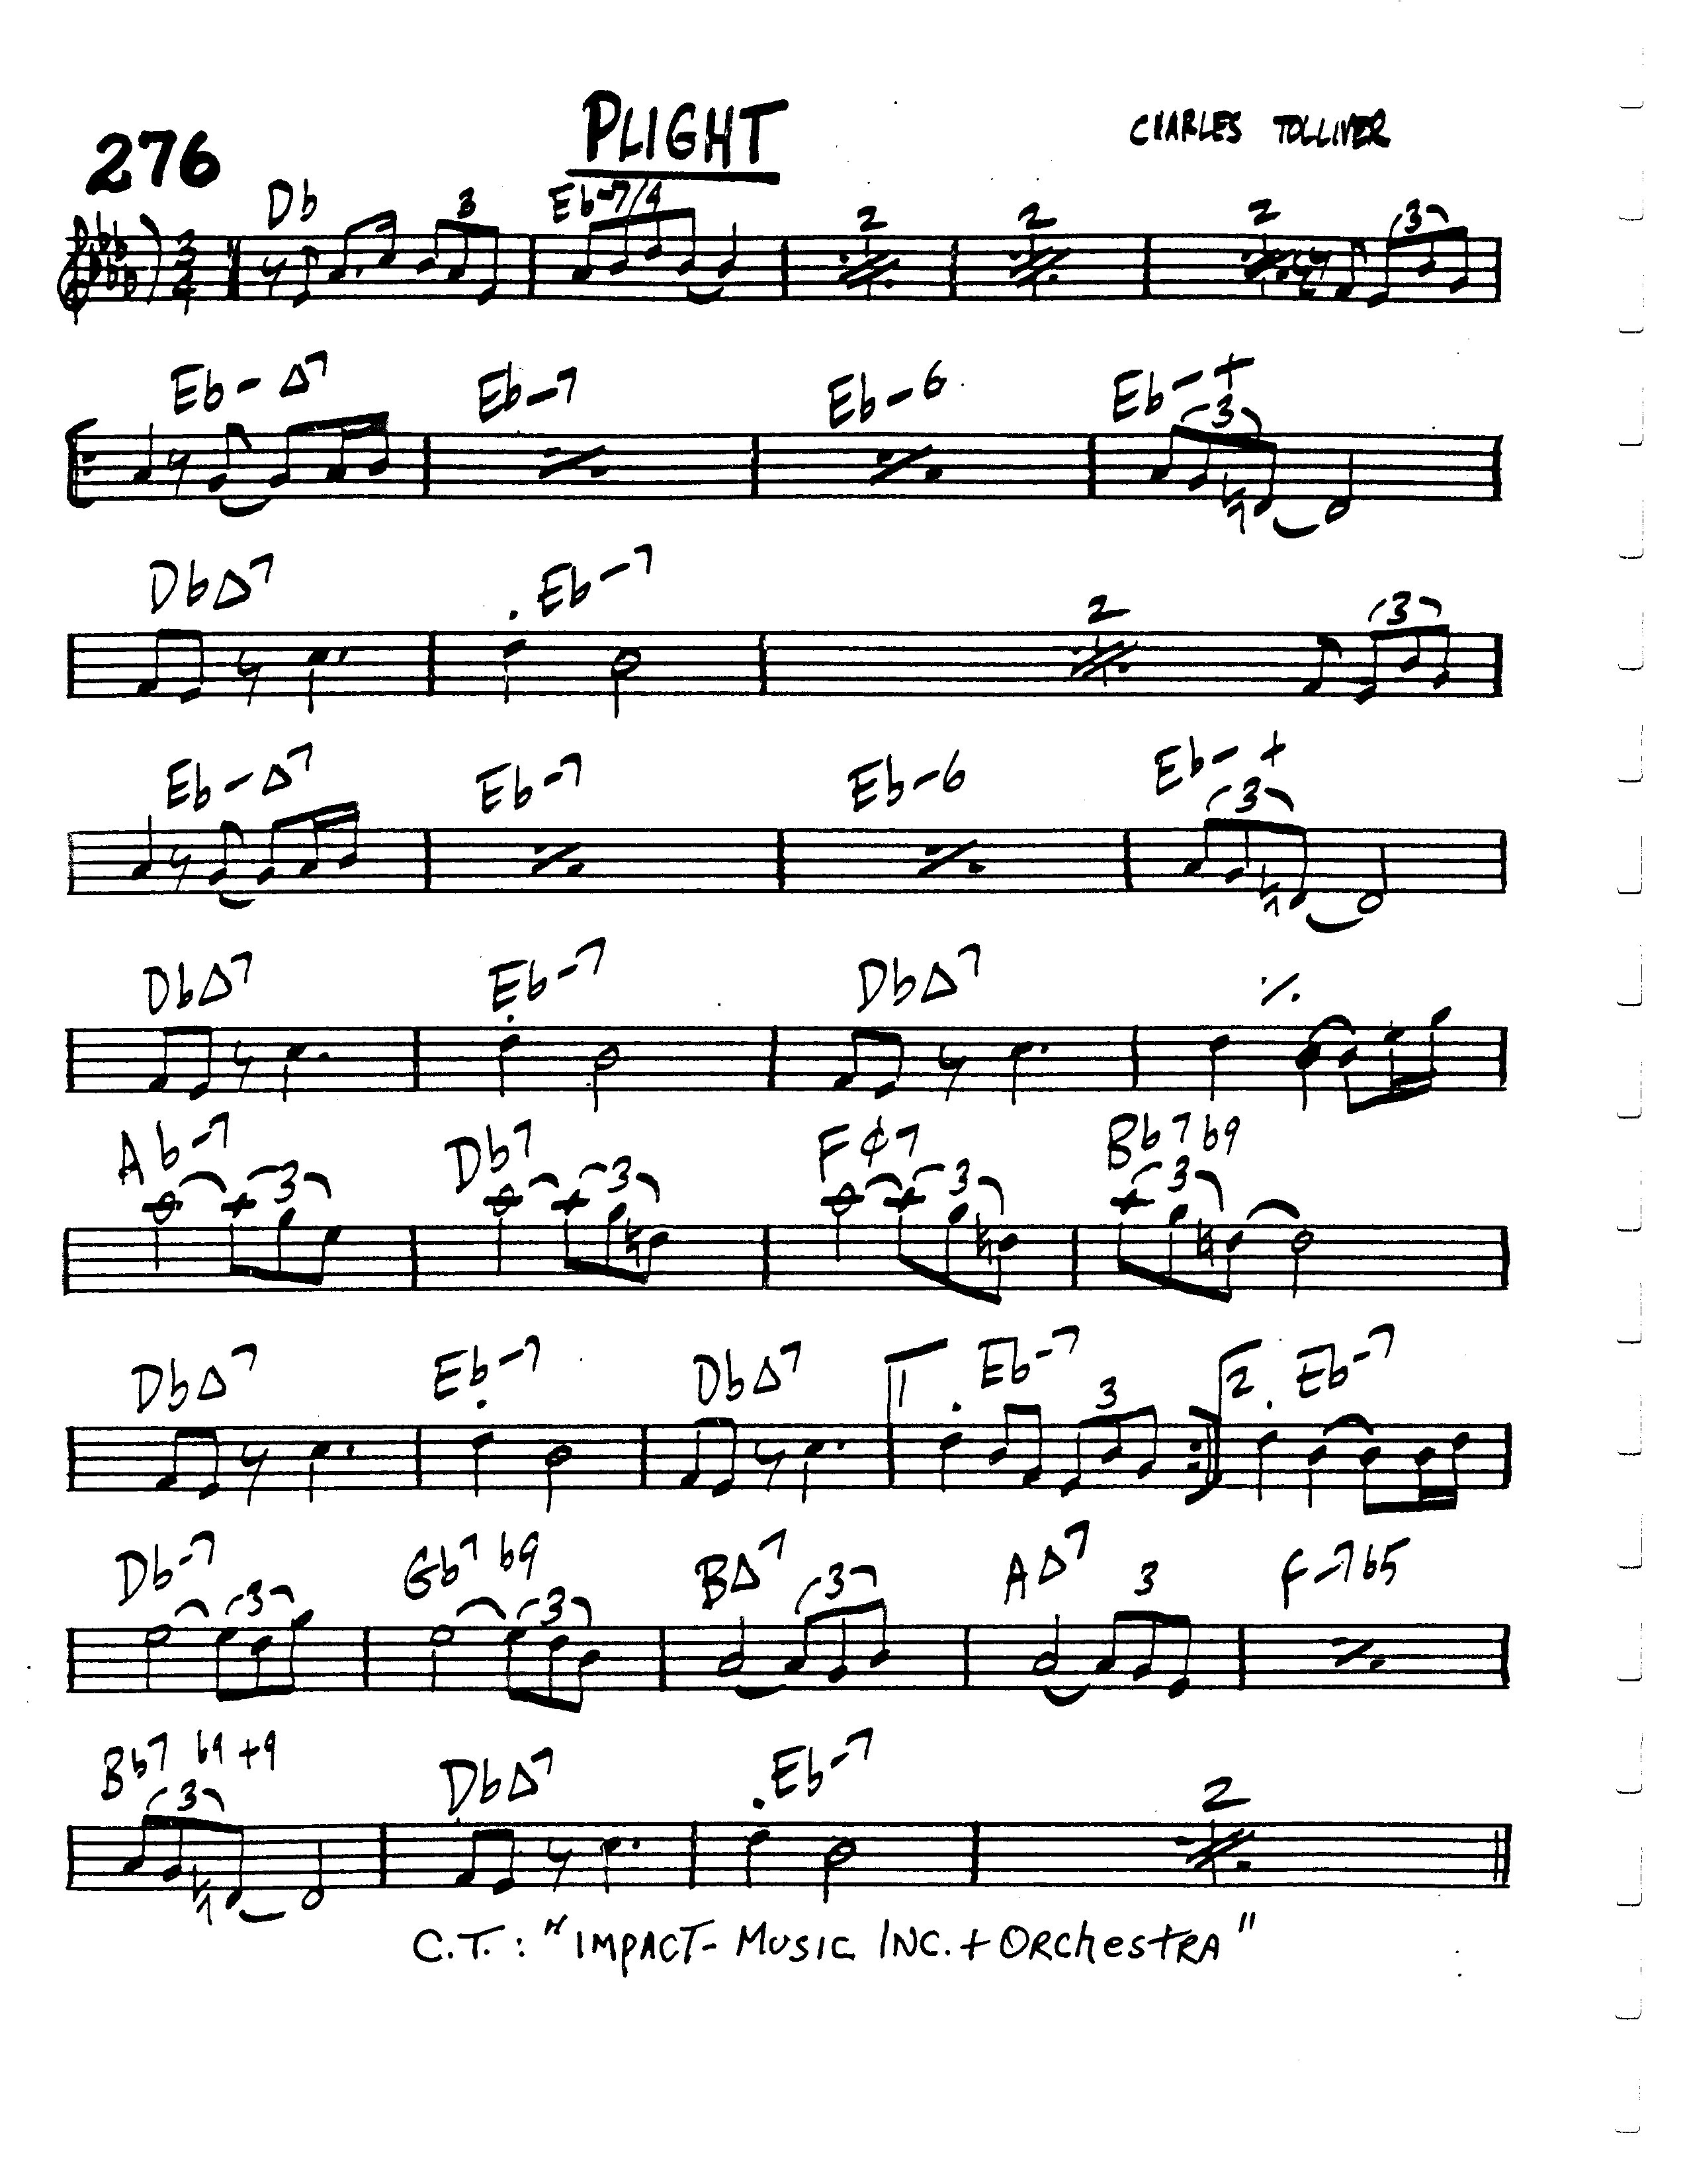 PLIGHT
CHARLES TOLLIVER
276
Db 3 Eb-7/4
3 4 2 2 2 3
Eb-Δ7 Eb-7 Eb-6 Eb-+
3
DbΔ7 Eb-7
2 3
Eb-Δ7 Eb-7 Eb-6 Eb-+
3
DbΔ7 Eb-7 DbΔ7 ٪
Ab-7 Db7 F¢7 Bb7b9
3 3 3 3
DbΔ7 Eb-7 DbΔ7 1 Eb-7 2. Eb-7
3
Db-7 Gb7b9 BΔ7 AΔ7 F-7b5
3 3 3 3
Bb7 b9+9 DbΔ7 Eb-7
3 2
C.T.: "IMPACT- MUSIC INC. + ORCHESTRA"